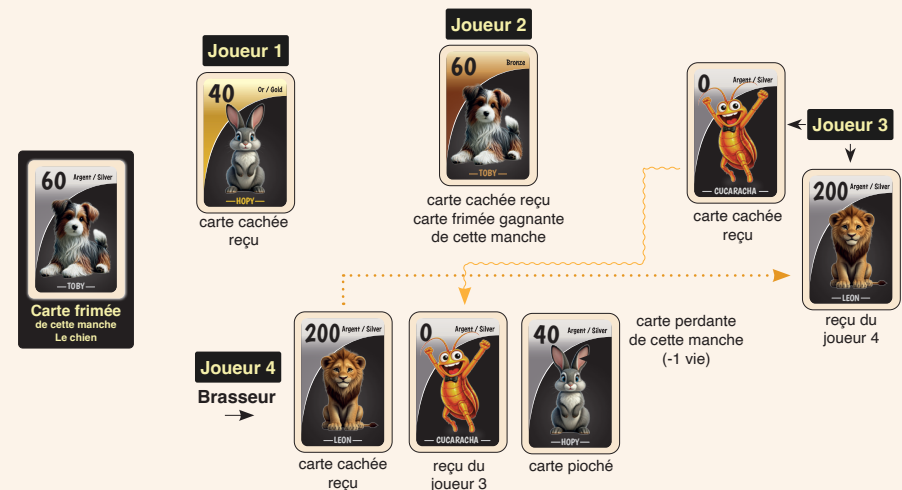 Joueur 1
40
Or / Gold
— HOPY —
carte cachée
reçu
Joueur 2
60
Bronze
— TOBY —
carte cachée reçu
carte frimée gagnante
de cette manche
0
Argent / Silver
— CUCARACHA —
carte cachée
reçu
Joueur 3
200
Argent / Silver
— LEON —
reçu du
joueur 4
60
Argent / Silver
— TOBY —
Carte frimée
de cette manche
Le chien
Joueur 4
Brasseur
200
Argent / Silver
— LEON —
carte cachée
reçu
0
Argent / Silver
— CUCARACHA —
reçu du
joueur 3
40
Argent / Silver
— HOPY —
carte pioché
carte perdante
de cette manche
(-1 vie)